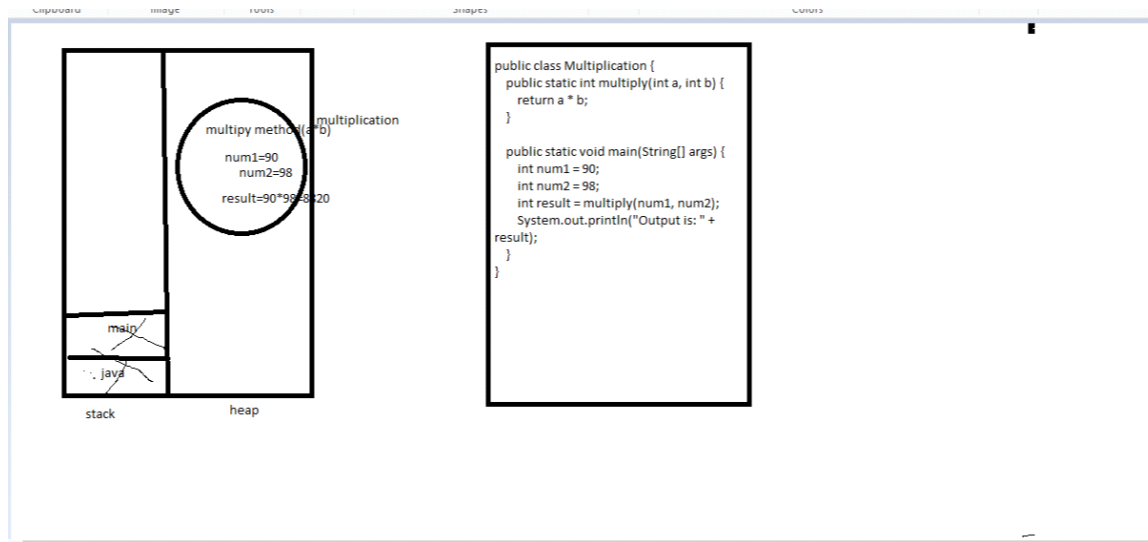 Clipboard Image Tools Shapes Colors
multiplication
multipy method(a*b)
num1=90
num2=98
result=90*98=8820
main
java
stack
heap
public class Multiplication {
public static int multiply(int a, int b) {
return a * b;
}
public static void main(String[] args) {
int num1 = 90;
int num2 = 98;
int result = multiply(num1, num2);
System.out.println("Output is: " +
result);
}
}